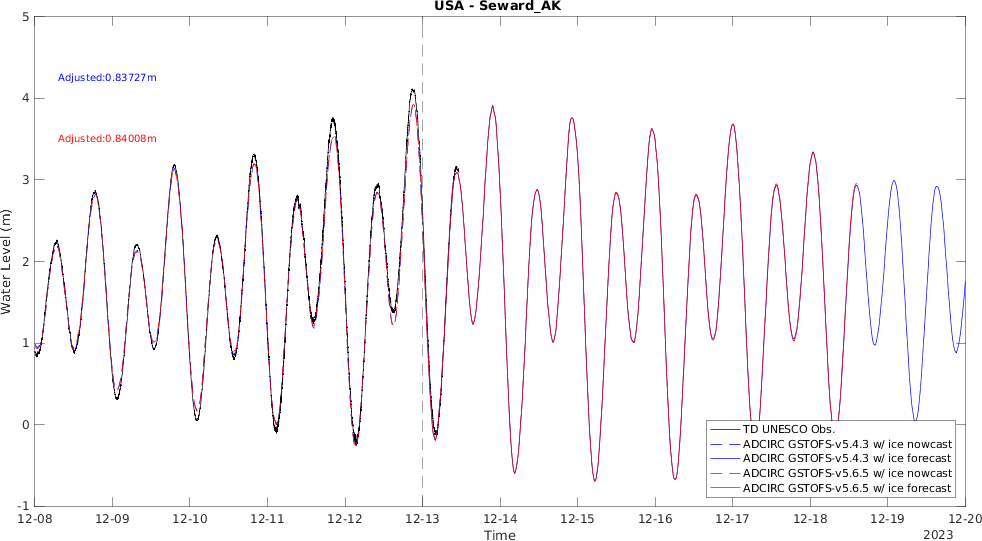 USA - Seward_AK
5
4
3
2
1
0
-1
Water Level (m)
Adjusted:0.83727m
Adjusted:0.84008m
TD UNESCO Obs.
ADCIRC GSTOFS-v5.4.3 w/ ice nowcast
ADCIRC GSTOFS-v5.4.3 w/ ice forecast
ADCIRC GSTOFS-v5.6.5 w/ ice nowcast
ADCIRC GSTOFS-v5.6.5 w/ ice forecast
12-08 12-09 12-10 12-11 12-12 12-13 12-14 12-15 12-16 12-17 12-18 12-19 12-20
Time
2023